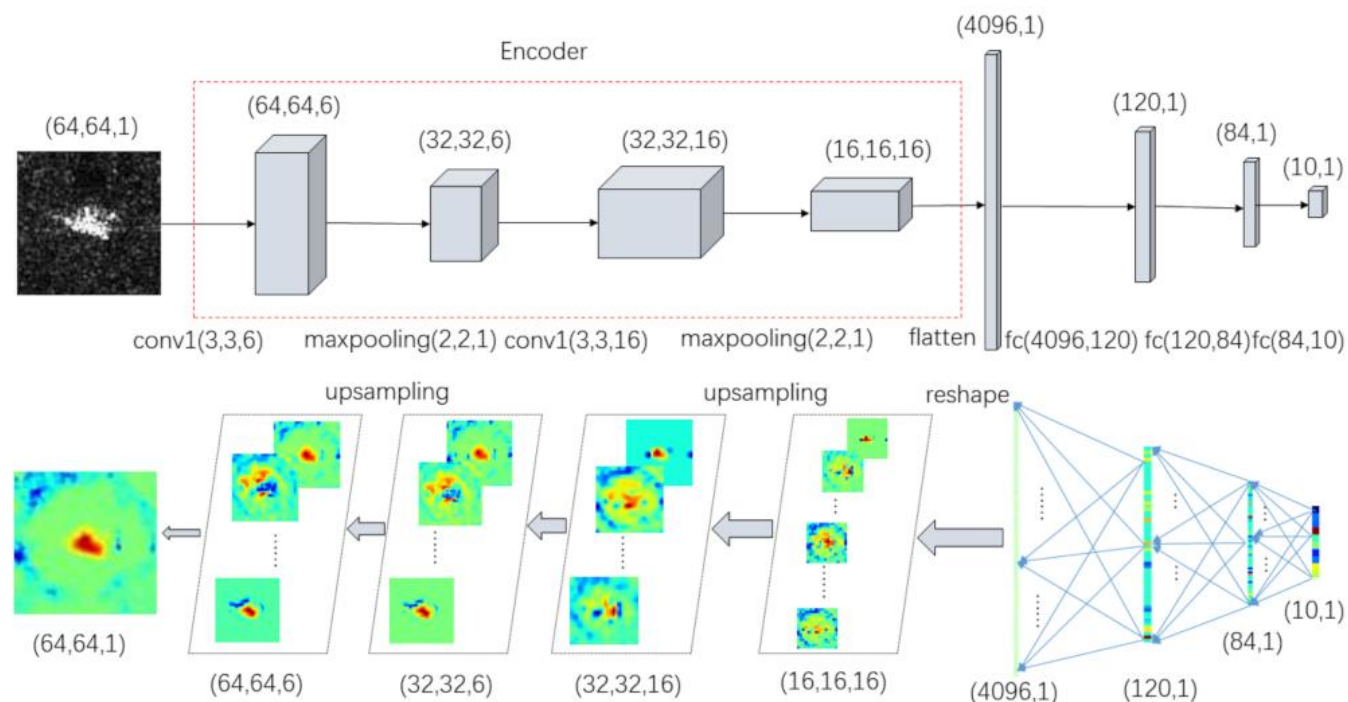 Encoder
(4096,1)
(64,64,1)
(64,64,6)
(32,32,6)
(32,32,16)
(16,16,16)
(120,1)
(84,1)
(10,1)
conv1(3,3,6)
maxpooling(2,2,1)
conv1(3,3,16)
maxpooling(2,2,1)
flatten
fc(4096,120)
fc(120,84)
fc(84,10)
upsampling
upsampling
reshape
(64,64,1)
(64,64,6)
(32,32,6)
(32,32,16)
(16,16,16)
(4096,1)
(120,1)
(84,1)
(10,1)